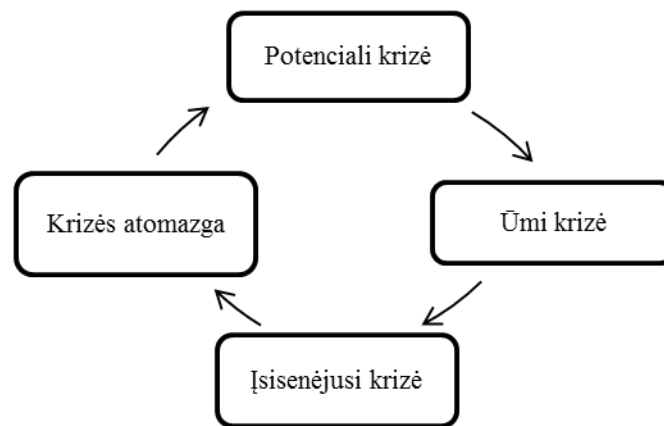 Potenciali krizė
Ūmi krizė
Įsisenėjusi krizė
Krizės atomazga